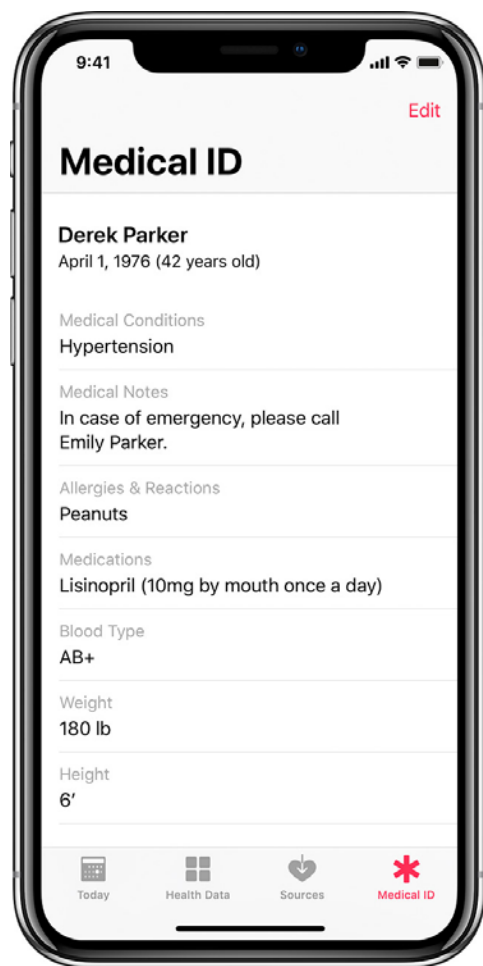 9:41
Edit
Medical ID
Derek Parker
April 1, 1976 (42 years old)
Medical Conditions
Hypertension
Medical Notes
In case of emergency, please call
Emily Parker.
Allergies & Reactions
Peanuts
Medications
Lisinopril (10mg by mouth once a day)
Blood Type
AB+
Weight
180 lb
Height
6′
Today Health Data Sources Medical ID